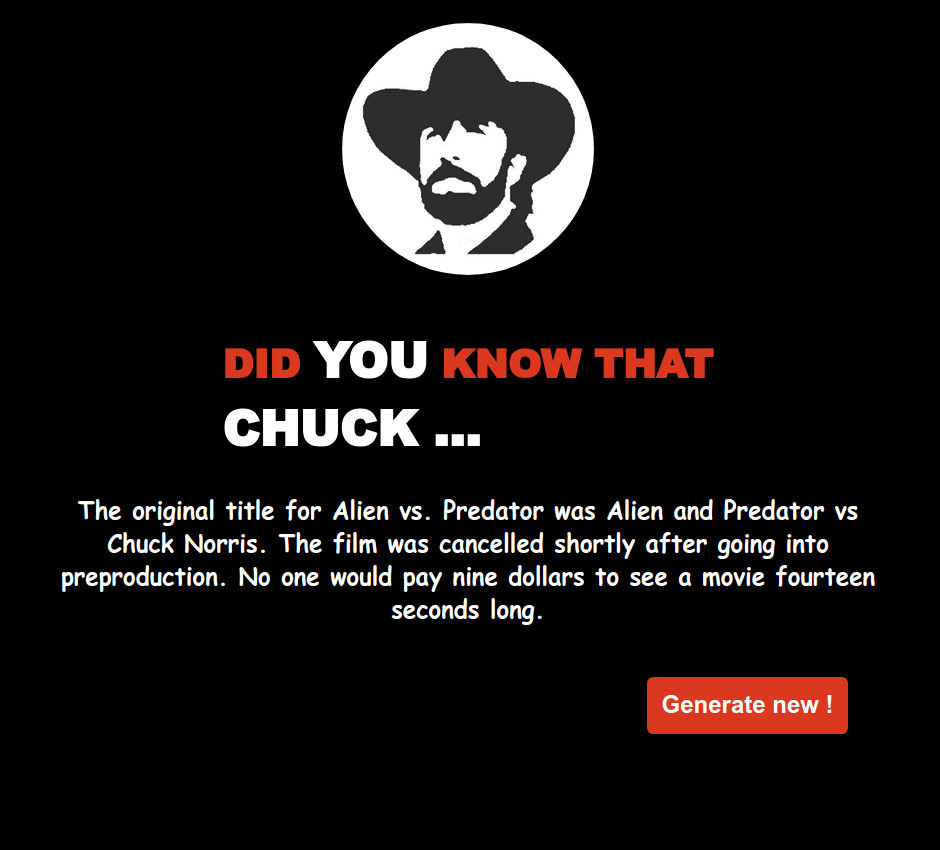 DID YOU KNOW THAT
CHUCK ...
The original title for Alien vs. Predator was Alien and Predator vs
Chuck Norris. The film was cancelled shortly after going into
preproduction. No one would pay nine dollars to see a movie fourteen
seconds long.
Generate new !